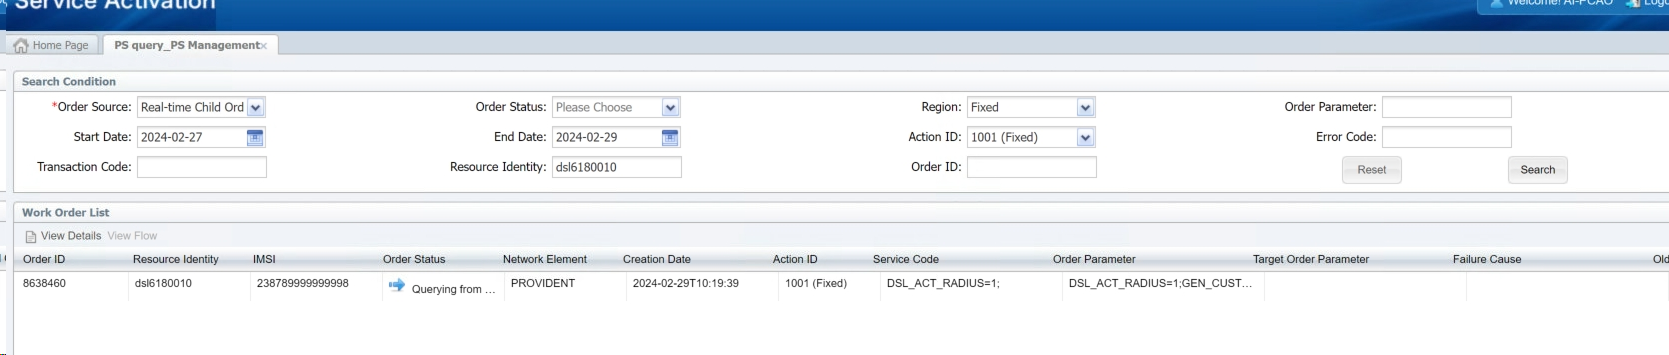 Service Activation
Welcome! AI-PCAO Logo
Home Page PS query_PS Management×
Search Condition
*Order Source: Real-time Child Ord Order Status: Please Choose Region: Fixed Order Parameter:
Start Date: 2024-02-27 End Date: 2024-02-29 Action ID: 1001 (Fixed) Error Code:
Transaction Code: Resource Identity: dsl6180010 Order ID: Reset Search
Work Order List
View Details View Flow
Order ID Resource Identity IMSI Order Status Network Element Creation Date Action ID Service Code Order Parameter Target Order Parameter Failure Cause Old
8638460 dsl6180010 238789999999998 Querying from ... PROVIDENT 2024-02-29T10:19:39 1001 (Fixed) DSL_ACT_RADIUS=1; DSL_ACT_RADIUS=1;GEN_CUST...